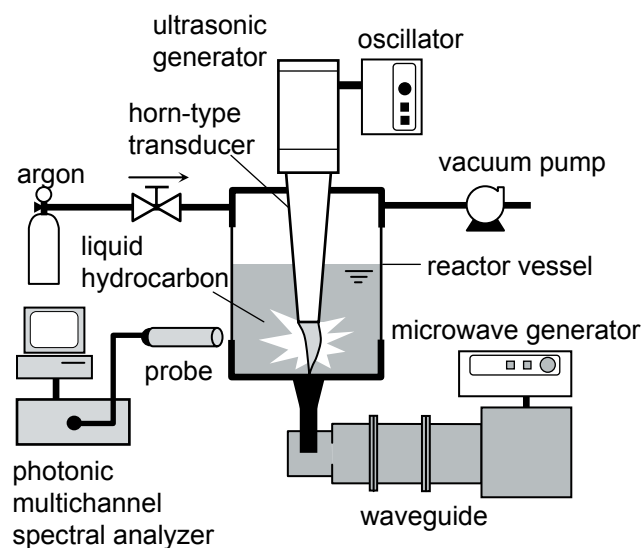 ultrasonic
generator
oscillator
horn-type
transducer
argon
vacuum pump
liquid
hydrocarbon
reactor vessel
microwave generator
probe
photonic
multichannel
spectral analyzer
waveguide